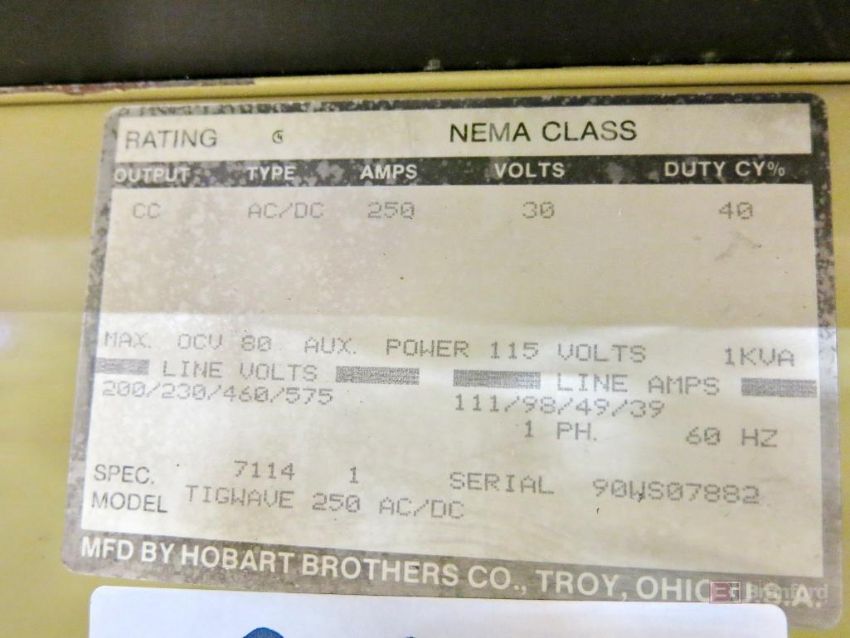 RATING NEMA CLASS
OUTPUT TYPE AMPS VOLTS DUTY CY%
CC AC/DC 250 30 40
MAX. OCV 80 AUX. POWER 115 VOLTS 1KVA
LINE VOLTS LINE AMPS
200/230/460/575 111/98/49/39
1 PH. 60 HZ
SPEC. 7114 1 SERIAL 90WS07882
MODEL TIGWAVE 250 AC/DC
MFD BY HOBART BROTHERS CO., TROY, OHIO U.S.A.
Branford